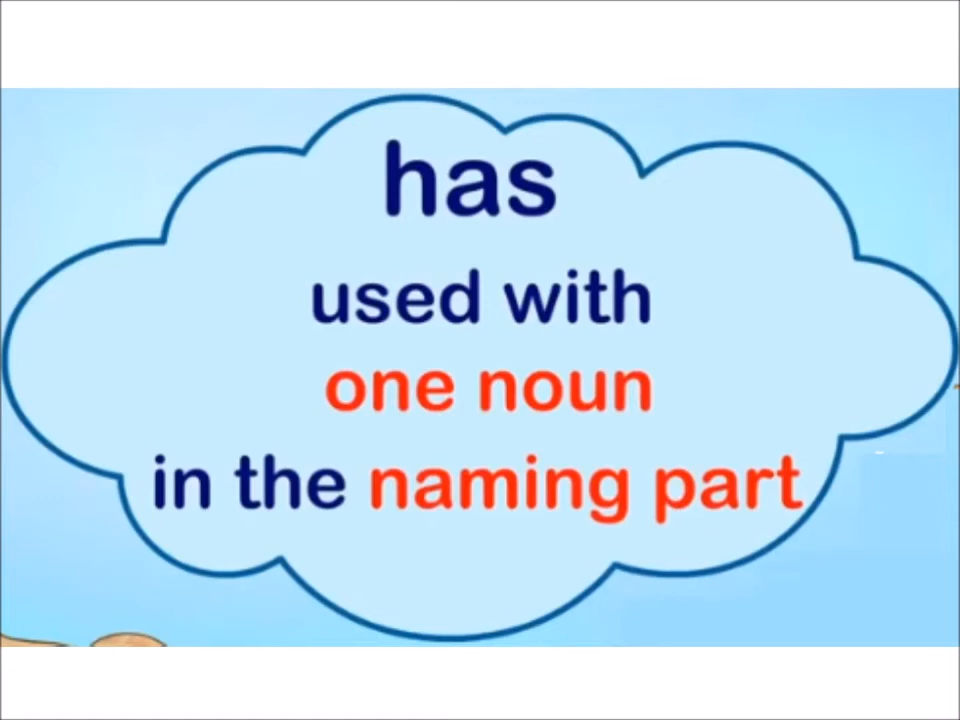 has
used with
one noun
in the naming part